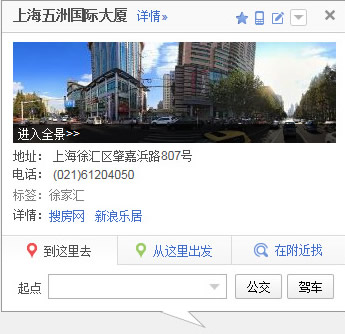 上海五洲国际大厦 详情»
进入全景>>
地址： 上海徐汇区肇嘉浜路807号
电话： (021)61204050
标签： 徐家汇
详情： 搜房网 新浪乐居
到这里去 从这里出发 在附近找
起点 公交 驾车